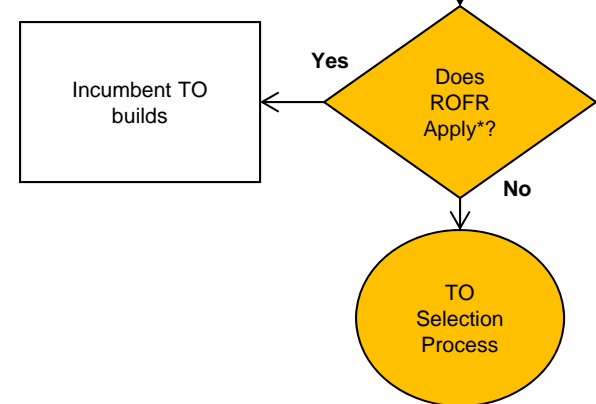 Yes
Incumbent TO
builds
Does
ROFR
Apply*?
No
TO
Selection
Process